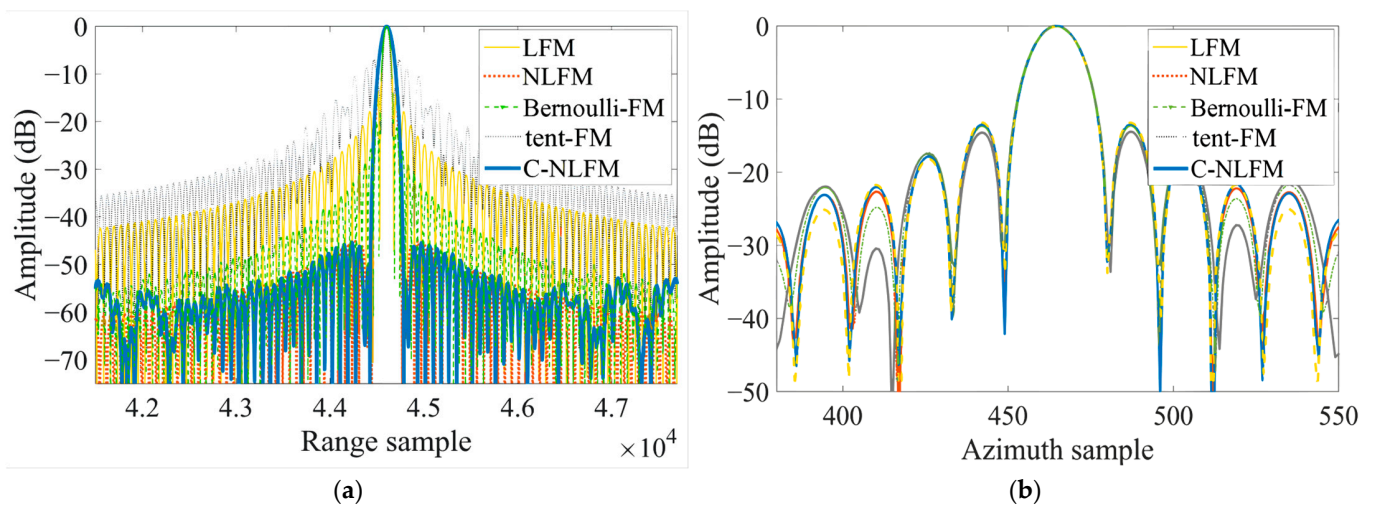 0
−10
−20
−30
−40
−50
−60
−70
Amplitude (dB)
LFM
NLFM
Bernoulli-FM
tent-FM
C-NLFM
4.2 4.3 4.4 4.5 4.6 4.7
Range sample ×10⁴
(a)
0
−10
−20
−30
−40
−50
Amplitude (dB)
LFM
NLFM
Bernoulli-FM
tent-FM
C-NLFM
400 450 500 550
Azimuth sample
(b)